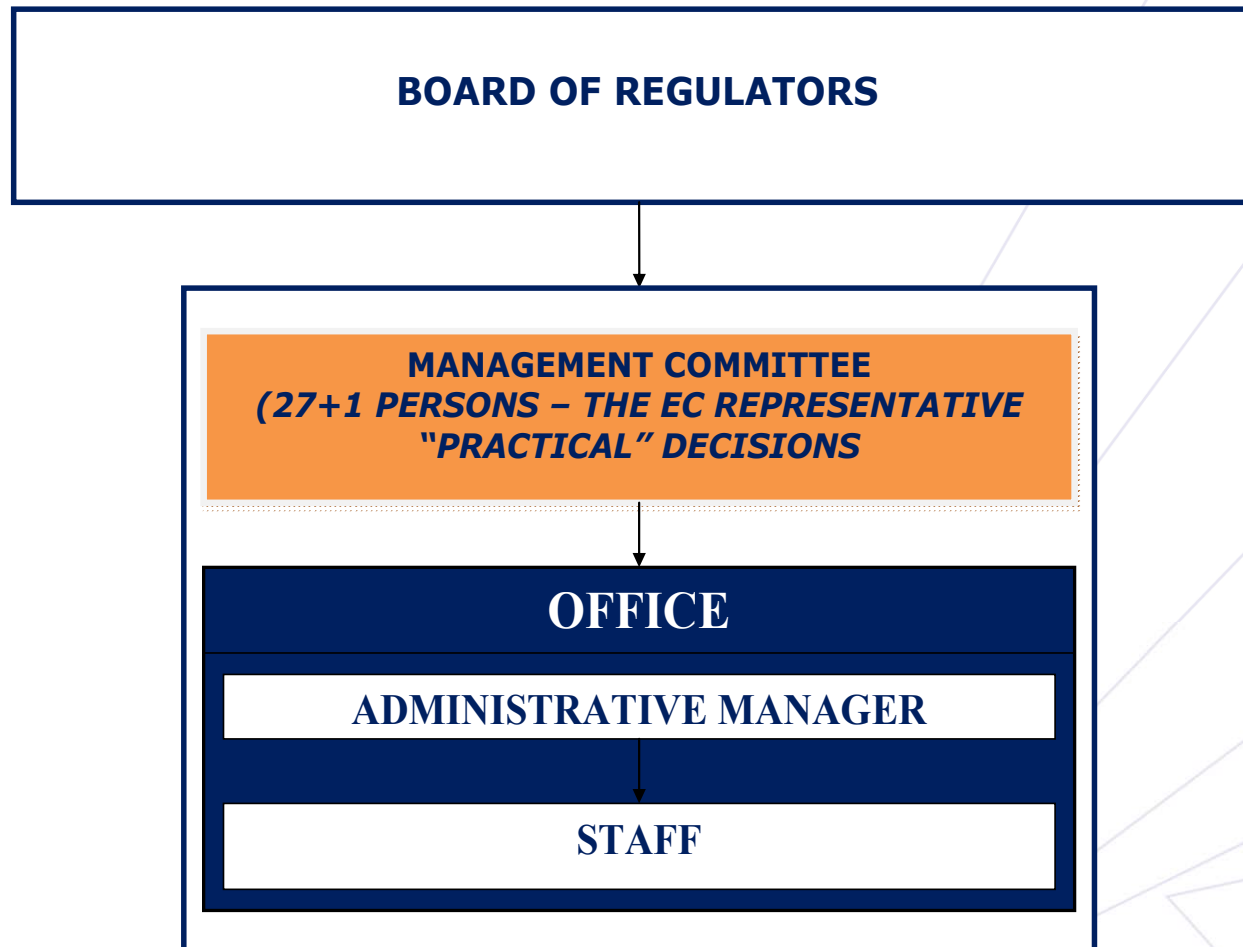 BOARD OF REGULATORS
MANAGEMENT COMMITTEE
(27+1 PERSONS – THE EC REPRESENTATIVE
“PRACTICAL” DECISIONS
OFFICE
ADMINISTRATIVE MANAGER
STAFF